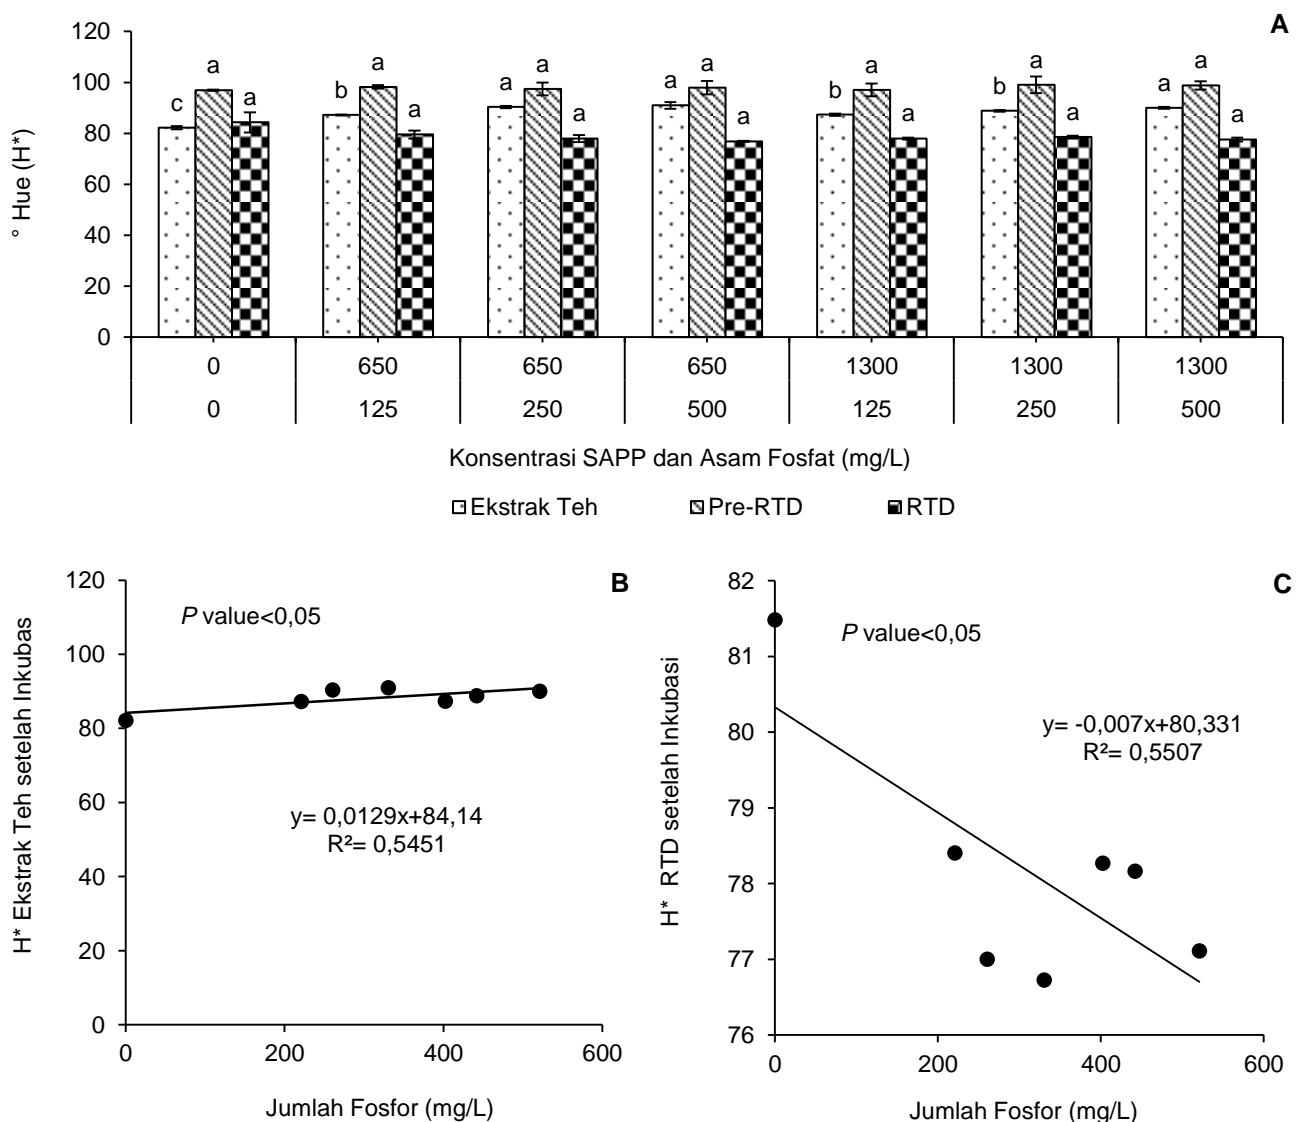 A
120
100
80
60
40
20
0
° Hue (H*)
c a a b a a a a a a a a b a a b a a a a a
0 650 650 650 1300 1300 1300
0 125 250 500 125 250 500
Konsentrasi SAPP dan Asam Fosfat (mg/L)
Ekstrak Teh Pre-RTD RTD
B
P value<0,05
120
100
80
60
40
20
0
H* Ekstrak Teh setelah Inkubas
y= 0,0129x+84,14
R²= 0,5451
0 200 400 600
Jumlah Fosfor (mg/L)
C
P value<0,05
82
81
80
79
78
77
76
H* RTD setelah Inkubasi
y= -0,007x+80,331
R²= 0,5507
0 200 400 600
Jumlah Fosfor (mg/L)